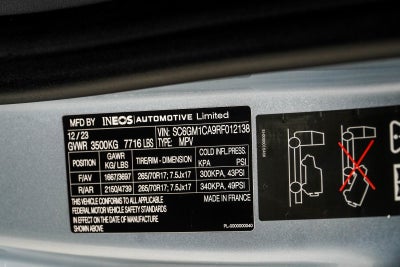 MFD BY INEOS AUTOMOTIVE Limited
12/23 VIN: SC6GM1CA9RF012138
GVWR 3500KG 7716 LBS TYPE: MPV
POSITION GAWR KG/ LBS TIRE/RIM - DIMENSION COLD INFL. PRESS. KPA PSI
F/AV 1667/3697 265/70R17; 7.5Jx17 300KPA, 43PSI
R/AR 2150/4739 265/70R17; 7.5Jx17 340KPA, 49PSI
THIS VEHICLE CONFORMS TO ALL APPLICABLE MADE IN FRANCE
FEDERAL MOTOR VEHICLE SAFETY STANDARDS
IN EFFECT ON THE DATE OF MANUFACTURE
SHOWN ABOVE.
PL-0000000040